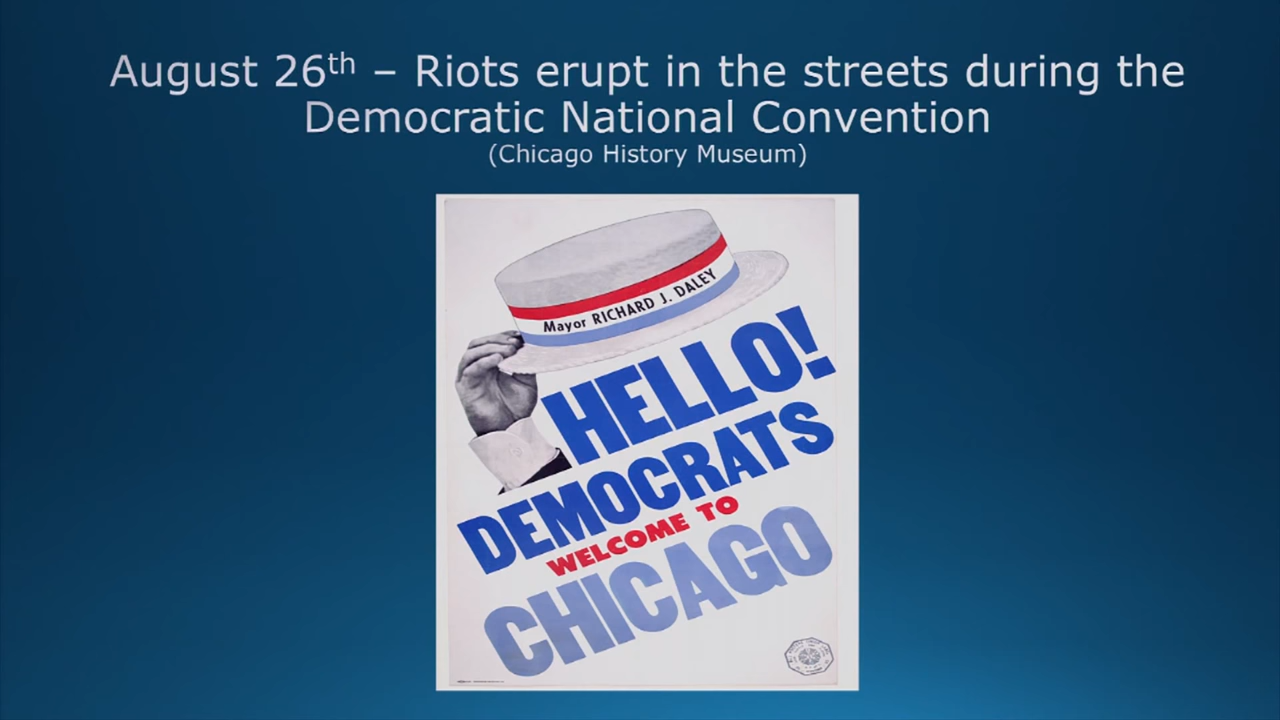 August 26th – Riots erupt in the streets during the
Democratic National Convention
(Chicago History Museum)
Mayor RICHARD J. DALEY
HELLO!
DEMOCRATS
WELCOME TO
CHICAGO